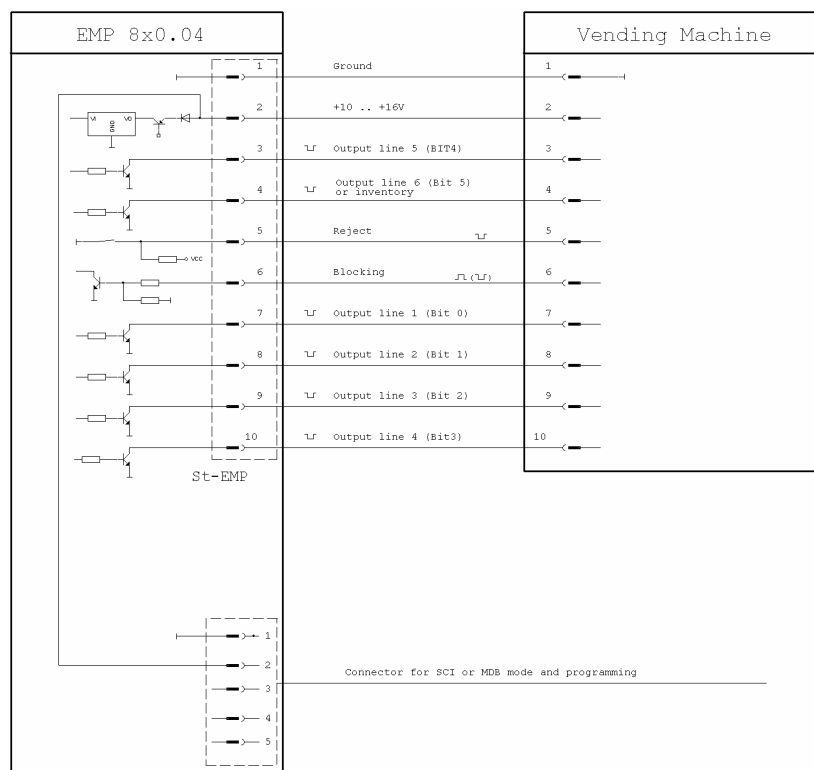 EMP 8x0.04
Vending Machine
1 Ground 1
2 +10 .. +16V 2
VI VO
GND
3 Output line 5 (BIT4) 3
4 Output line 6 (Bit 5) 4
or inventory
5 Reject 5
VCC
6 Blocking 6
7 Output line 1 (Bit 0) 7
8 Output line 2 (Bit 1) 8
9 Output line 3 (Bit 2) 9
10 Output line 4 (Bit3) 10
St-EMP
1
2
Connector for SCI or MDB mode and programming
3
4
5